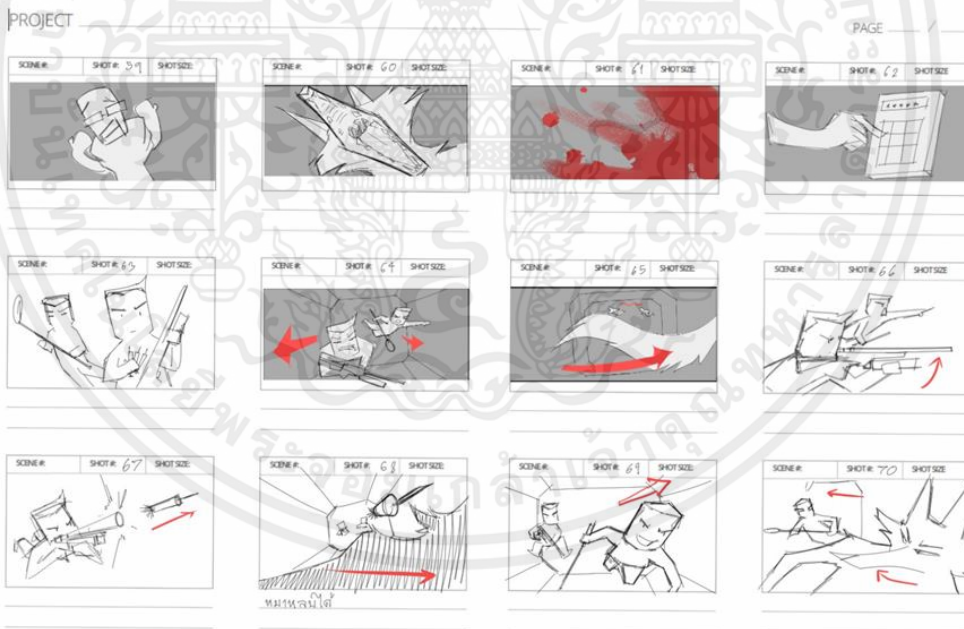 PROJECT
PAGE /
SCENE #: SHOT #: 59 SHOT SIZE:
SCENE #: SHOT #: 60 SHOT SIZE:
SCENE #: SHOT #: 61 SHOT SIZE:
SCENE #: SHOT #: 62 SHOT SIZE
SCENE #: SHOT #: 63 SHOT SIZE:
SCENE #: SHOT #: 64 SHOT SIZE:
SCENE #: SHOT #: 65 SHOT SIZE:
SCENE #: SHOT #: 66 SHOT SIZE
SCENE #: SHOT #: 67 SHOT SIZE:
SCENE #: SHOT #: 68 SHOT SIZE:
SCENE #: SHOT #: 69 SHOT SIZE:
SCENE #: SHOT #: 70 SHOT SIZE
หมาหลบได้